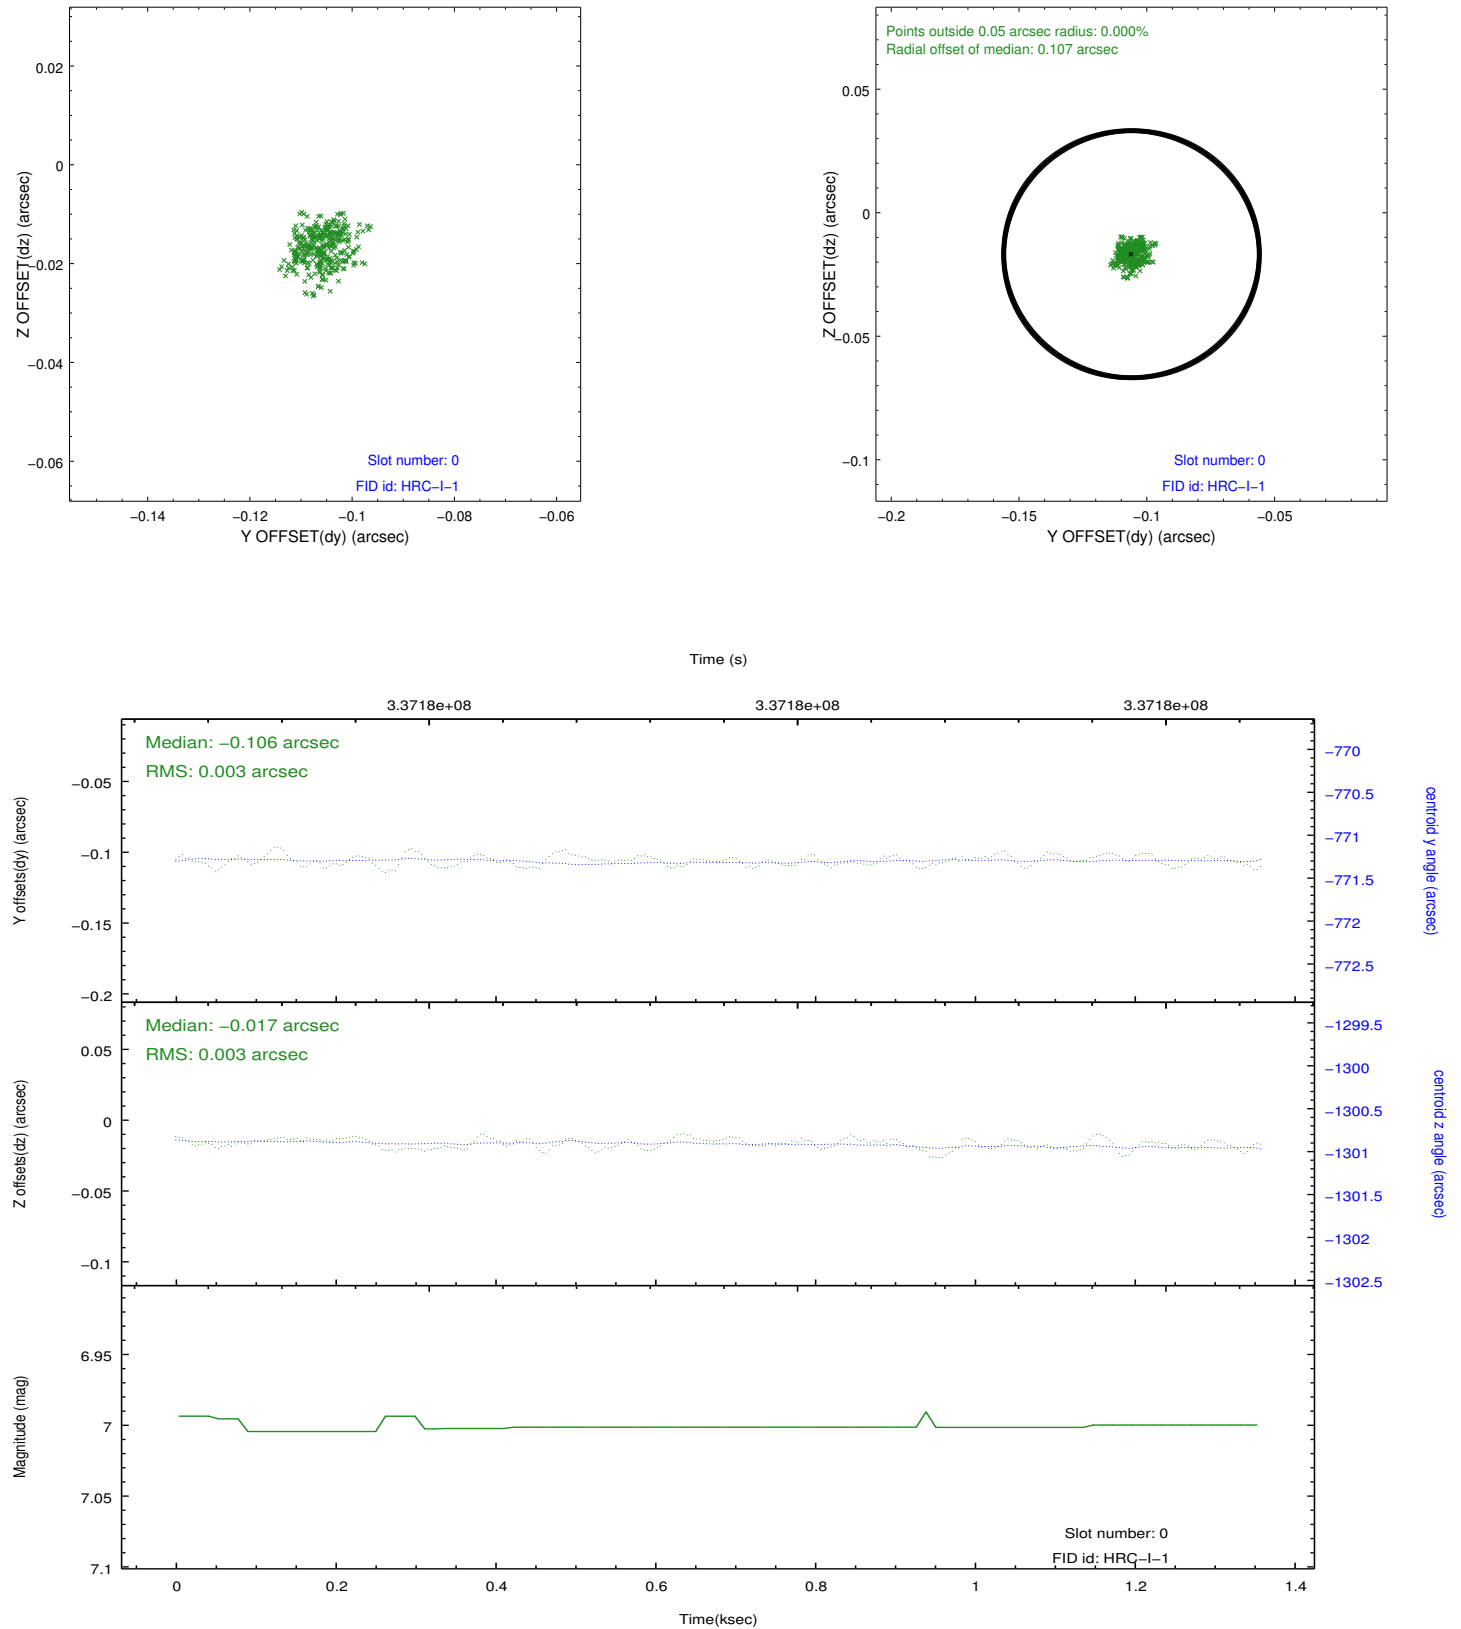 0.02
0
−0.02
−0.04
−0.06
Z OFFSET(dz) (arcsec)
Slot number: 0
FID id: HRC−I−1
−0.14 −0.12 −0.1 −0.08 −0.06
Y OFFSET(dy) (arcsec)
Points outside 0.05 arcsec radius: 0.000%
Radial offset of median: 0.107 arcsec
0.05
0
−0.05
−0.1
Z OFFSET(dz) (arcsec)
Slot number: 0
FID id: HRC−I−1
−0.2 −0.15 −0.1 −0.05
Y OFFSET(dy) (arcsec)
Time (s)
3.3718e+08 3.3718e+08 3.3718e+08
Median: −0.106 arcsec
RMS: 0.003 arcsec
−0.05
−0.1
−0.15
−0.2
Y offsets(dy) (arcsec)
−770
−770.5
−771
−771.5
−772
−772.5
centroid y angle (arcsec)
Median: −0.017 arcsec
RMS: 0.003 arcsec
0.05
0
−0.05
−0.1
Z offsets(dz) (arcsec)
−1299.5
−1300
−1300.5
−1301
−1301.5
−1302
−1302.5
centroid z angle (arcsec)
6.95
7
7.05
7.1
Magnitude (mag)
Slot number: 0
FID id: HRC−I−1
0 0.2 0.4 0.6 0.8 1 1.2 1.4
Time(ksec)